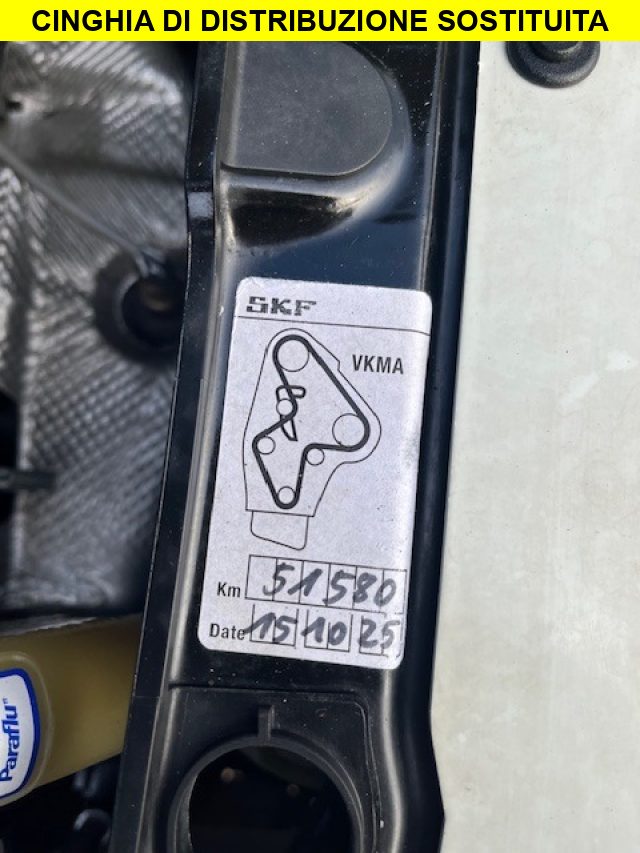 CINGHIA DI DISTRIBUZIONE SOSTITUITA
SKF
VKMA
Km 51580
Date 15 10 25
Paraflu